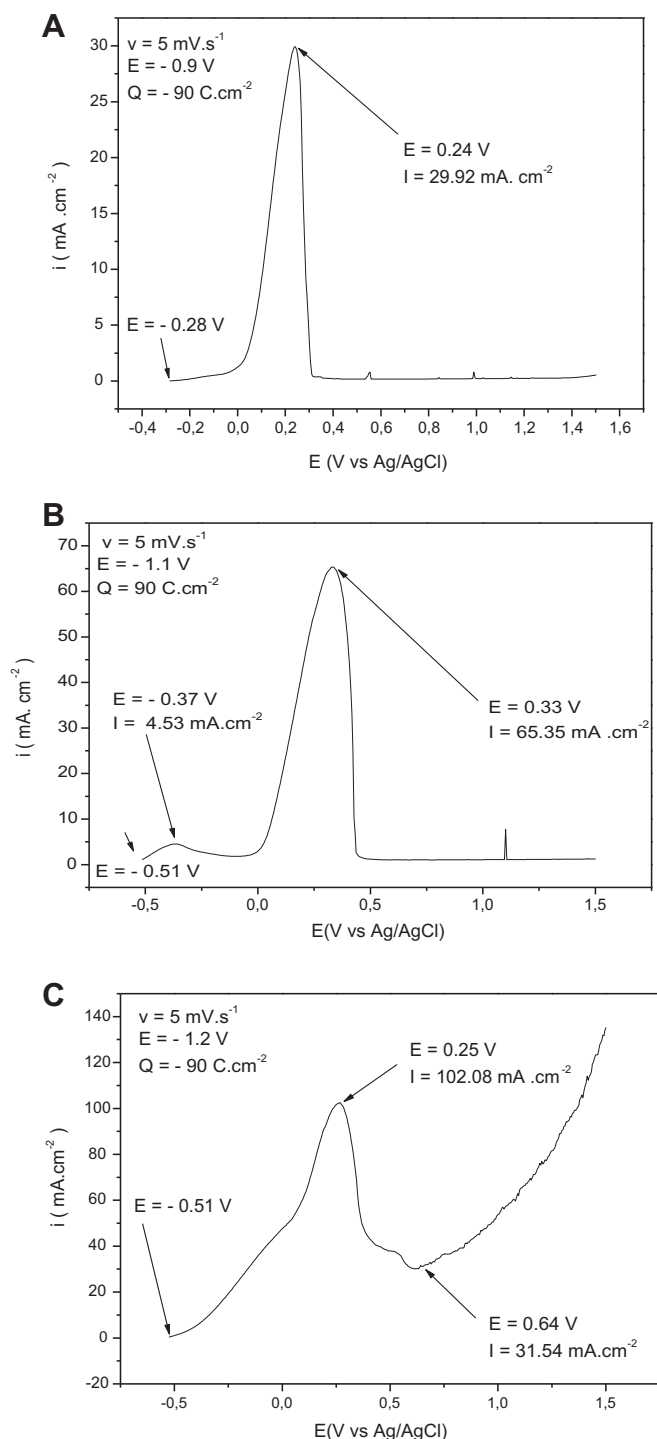 A
v = 5 mV.s⁻¹
E = - 0.9 V
Q = - 90 C.cm⁻²
E = 0.24 V
I = 29.92 mA. cm⁻²
E = - 0.28 V
i ( mA .cm⁻²)
30
25
20
15
10
5
0
-0,4 -0,2 0,0 0,2 0,4 0,6 0,8 1,0 1,2 1,4 1,6
E (V vs Ag/AgCl)
B
v = 5 mV.s⁻¹
E = - 1.1 V
Q = 90 C.cm⁻²
E = - 0.37 V
I = 4.53 mA.cm⁻²
E = 0.33 V
I = 65.35 mA .cm⁻²
E = - 0.51 V
i ( mA. cm⁻²)
70
60
50
40
30
20
10
0
-0,5 0,0 0,5 1,0 1,5
E(V vs Ag/AgCl)
C
v = 5 mV.s⁻¹
E = - 1.2 V
Q = - 90 C.cm⁻²
E = 0.25 V
I = 102.08 mA .cm⁻²
E = - 0.51 V
E = 0.64 V
I = 31.54 mA.cm⁻²
i ( mA.cm⁻²)
140
120
100
80
60
40
20
0
-20
-0,5 0,0 0,5 1,0 1,5
E(V vs Ag/AgCl)